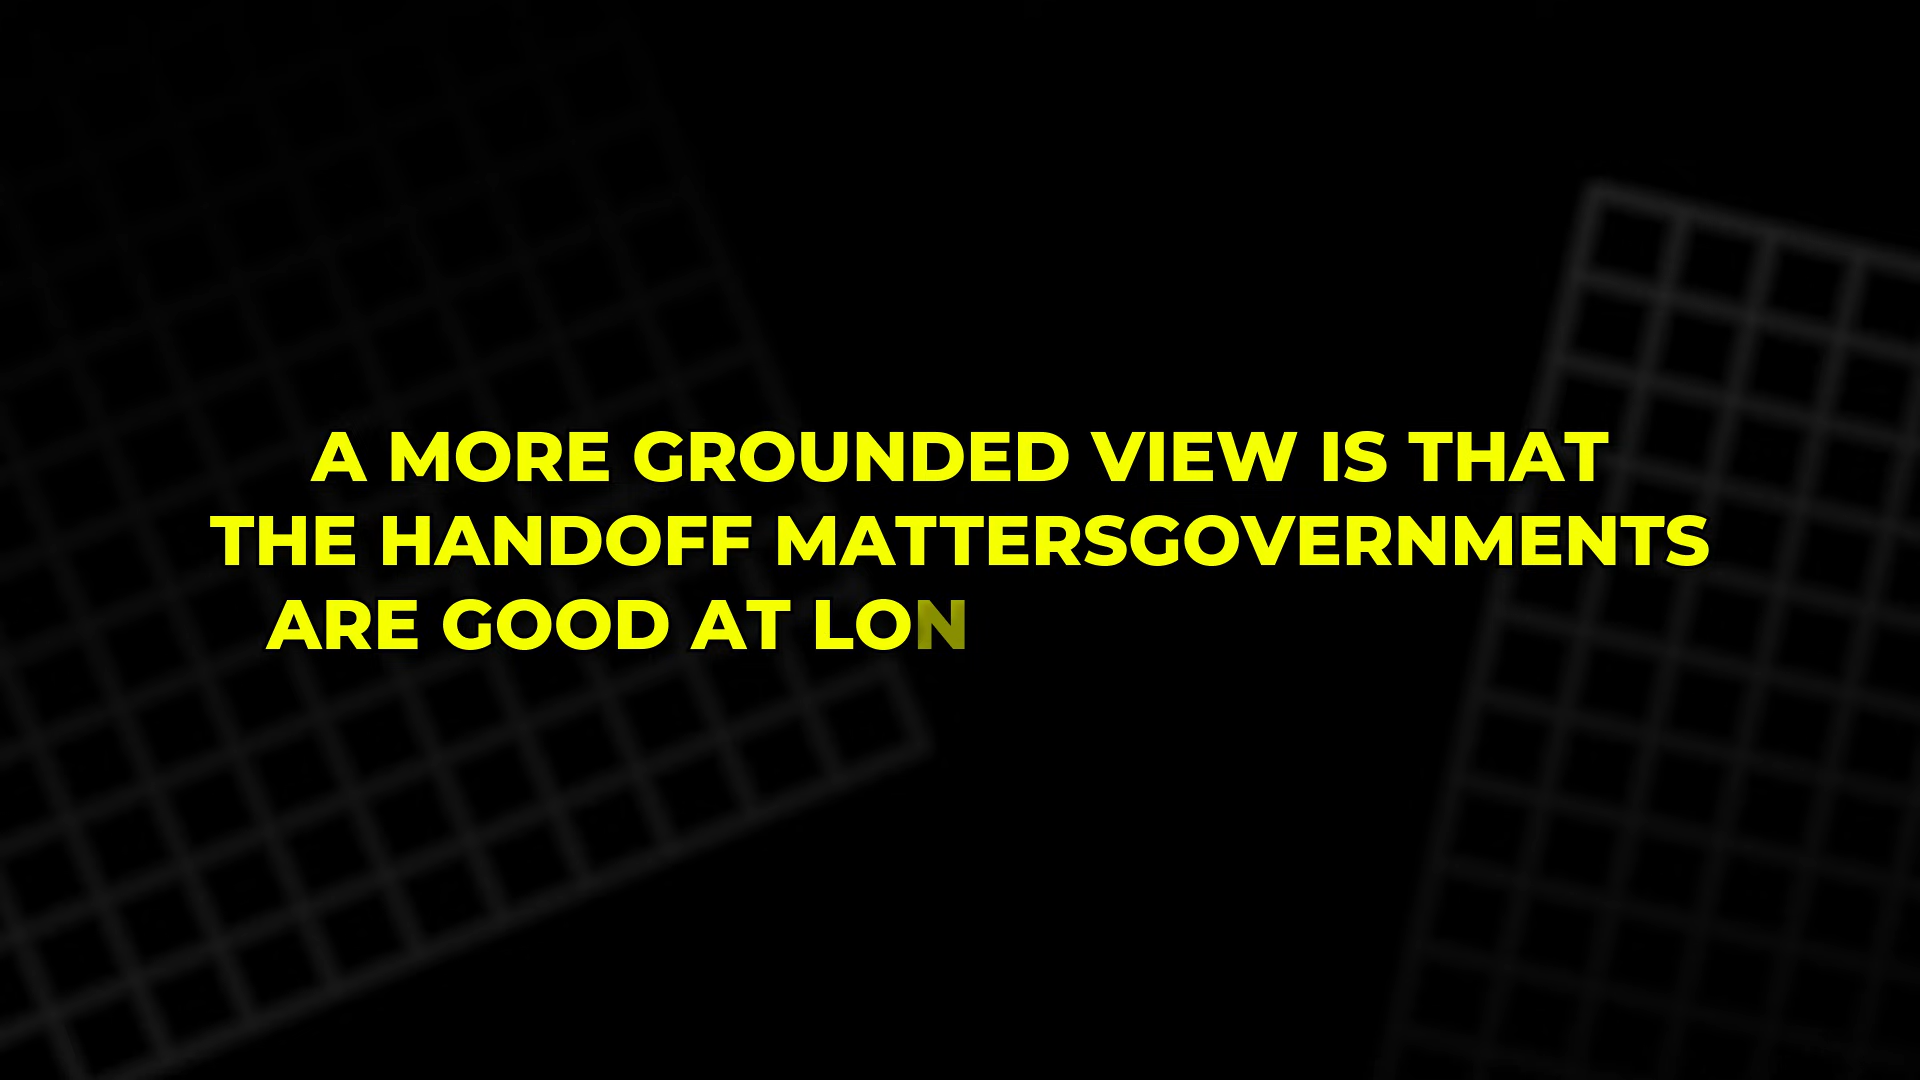 A MORE GROUNDED VIEW IS THAT
THE HANDOFF MATTERSGOVERNMENTS
ARE GOOD AT LON